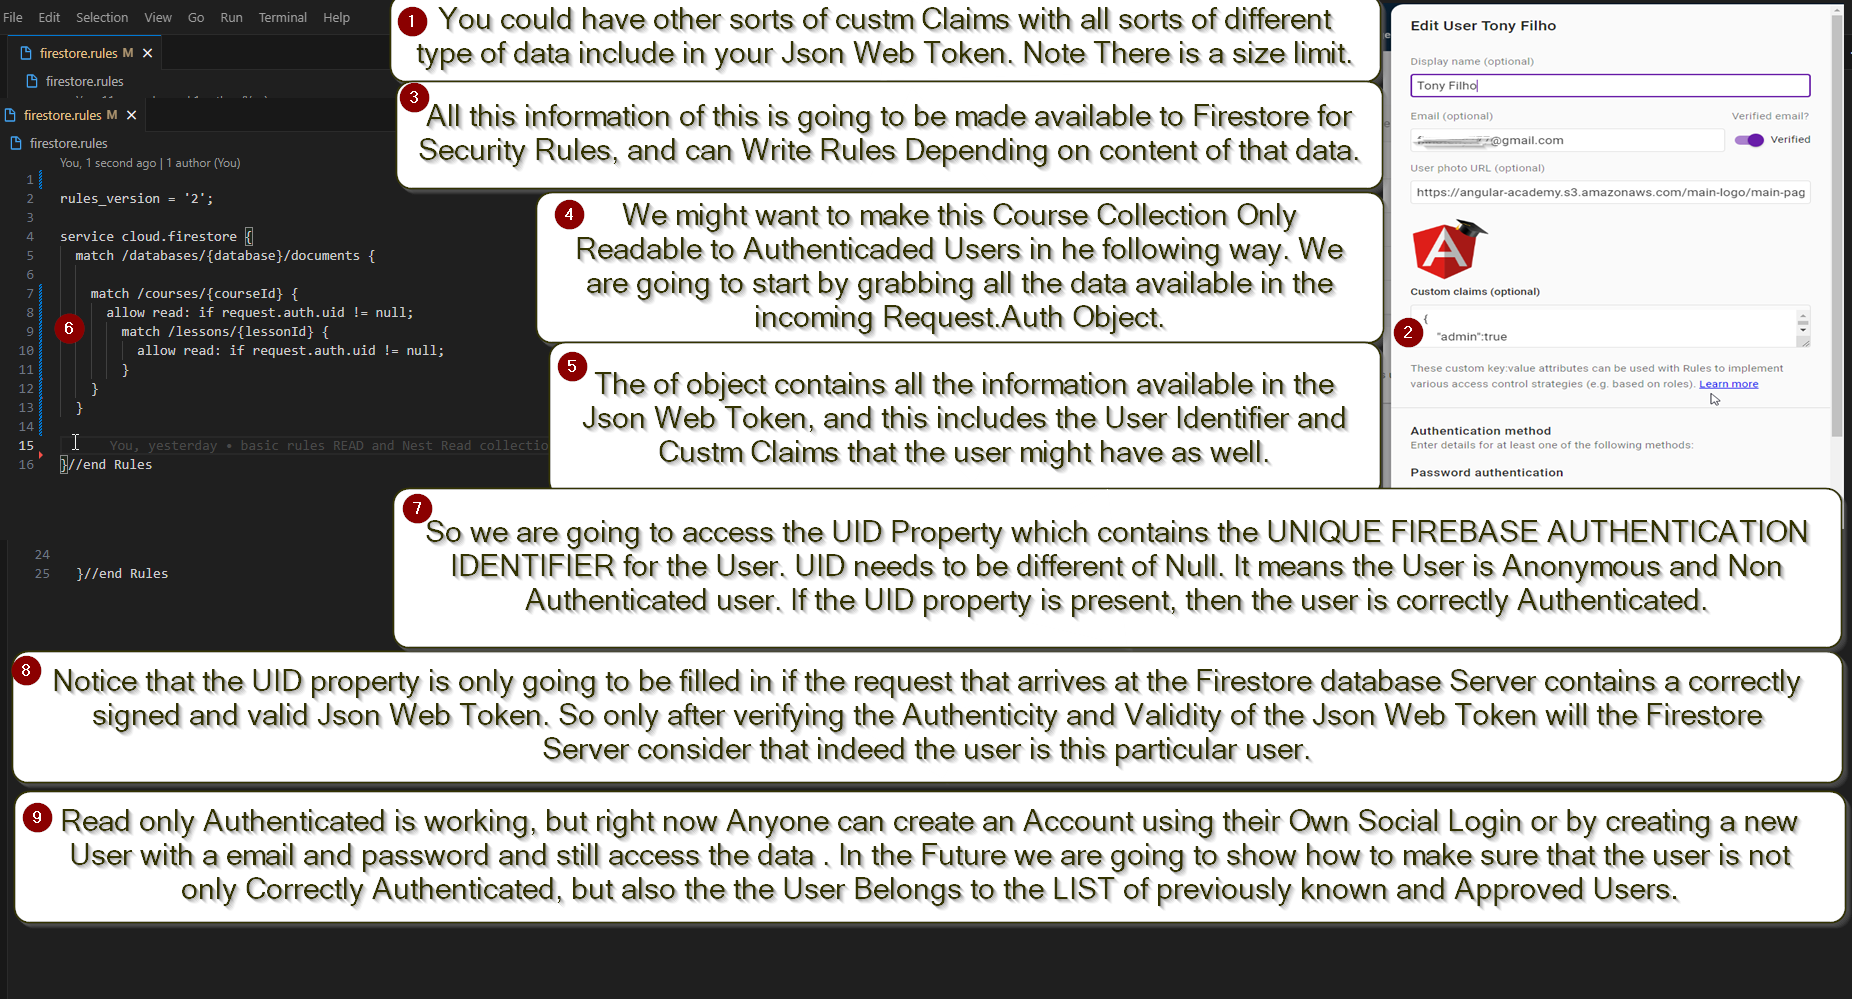 File Edit Selection View Go Run Terminal Help
firestore.rules M ×
firestore.rules
firestore.rules M ×
firestore.rules
You, 1 second ago | 1 author (You)
1
2 rules_version = '2';
3
4 service cloud.firestore {
5 match /databases/{database}/documents {
6
7 match /courses/{courseId} {
8 allow read: if request.auth.uid != null;
9 match /lessons/{lessonId} {
10 allow read: if request.auth.uid != null;
11 }
12 }
13 }
14
15 You, yesterday • basic rules READ and Nest Read collectio
16 }//end Rules
24
25 }//end Rules
6
1 You could have other sorts of custm Claims with all sorts of different
type of data include in your Json Web Token. Note There is a size limit.
3 All this information of this is going to be made available to Firestore for
Security Rules, and can Write Rules Depending on content of that data.
4 We might want to make this Course Collection Only
Readable to Authenticaded Users in he following way. We
are going to start by grabbing all the data available in the
incoming Request.Auth Object.
5 The of object contains all the information available in the
Json Web Token, and this includes the User Identifier and
Custm Claims that the user might have as well.
Edit User Tony Filho
Display name (optional)
Tony Filho
Email (optional) Verified email?
@gmail.com Verified
User photo URL (optional)
https://angular-academy.s3.amazonaws.com/main-logo/main-pag
A
Custom claims (optional)
{
2 "admin":true
These custom key:value attributes can be used with Rules to implement
various access control strategies (e.g. based on roles). Learn more
Authentication method
Enter details for at least one of the following methods:
Password authentication
7 So we are going to access the UID Property which contains the UNIQUE FIREBASE AUTHENTICATION
IDENTIFIER for the User. UID needs to be different of Null. It means the User is Anonymous and Non
Authenticated user. If the UID property is present, then the user is correctly Authenticated.
8 Notice that the UID property is only going to be filled in if the request that arrives at the Firestore database Server contains a correctly
signed and valid Json Web Token. So only after verifying the Authenticity and Validity of the Json Web Token will the Firestore
Server consider that indeed the user is this particular user.
9 Read only Authenticated is working, but right now Anyone can create an Account using their Own Social Login or by creating a new
User with a email and password and still access the data . In the Future we are going to show how to make sure that the user is not
only Correctly Authenticated, but also the the User Belongs to the LIST of previously known and Approved Users.